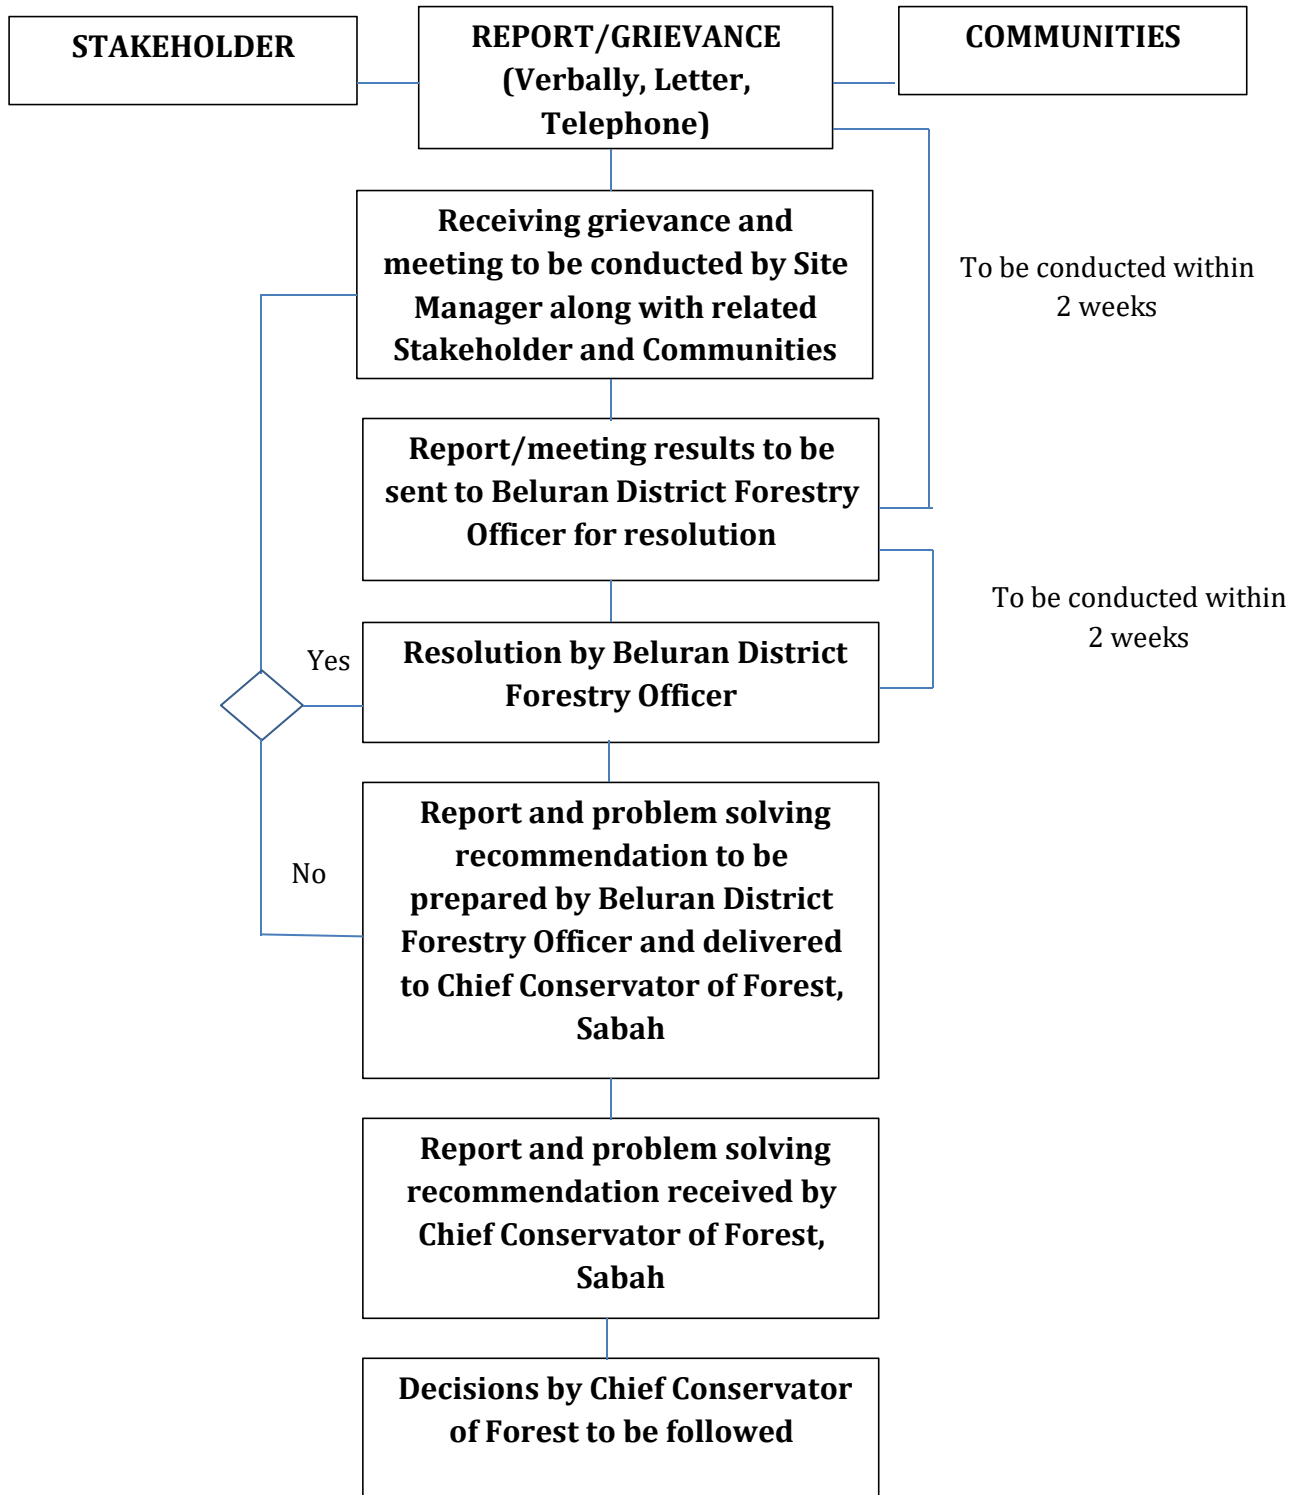 STAKEHOLDER
REPORT/GRIEVANCE
(Verbally, Letter,
Telephone)
COMMUNITIES
Receiving grievance and
meeting to be conducted by Site
Manager along with related
Stakeholder and Communities
To be conducted within
2 weeks
Report/meeting results to be
sent to Beluran District Forestry
Officer for resolution
To be conducted within
2 weeks
Yes
Resolution by Beluran District
Forestry Officer
No
Report and problem solving
recommendation to be
prepared by Beluran District
Forestry Officer and delivered
to Chief Conservator of Forest,
Sabah
Report and problem solving
recommendation received by
Chief Conservator of Forest,
Sabah
Decisions by Chief Conservator
of Forest to be followed